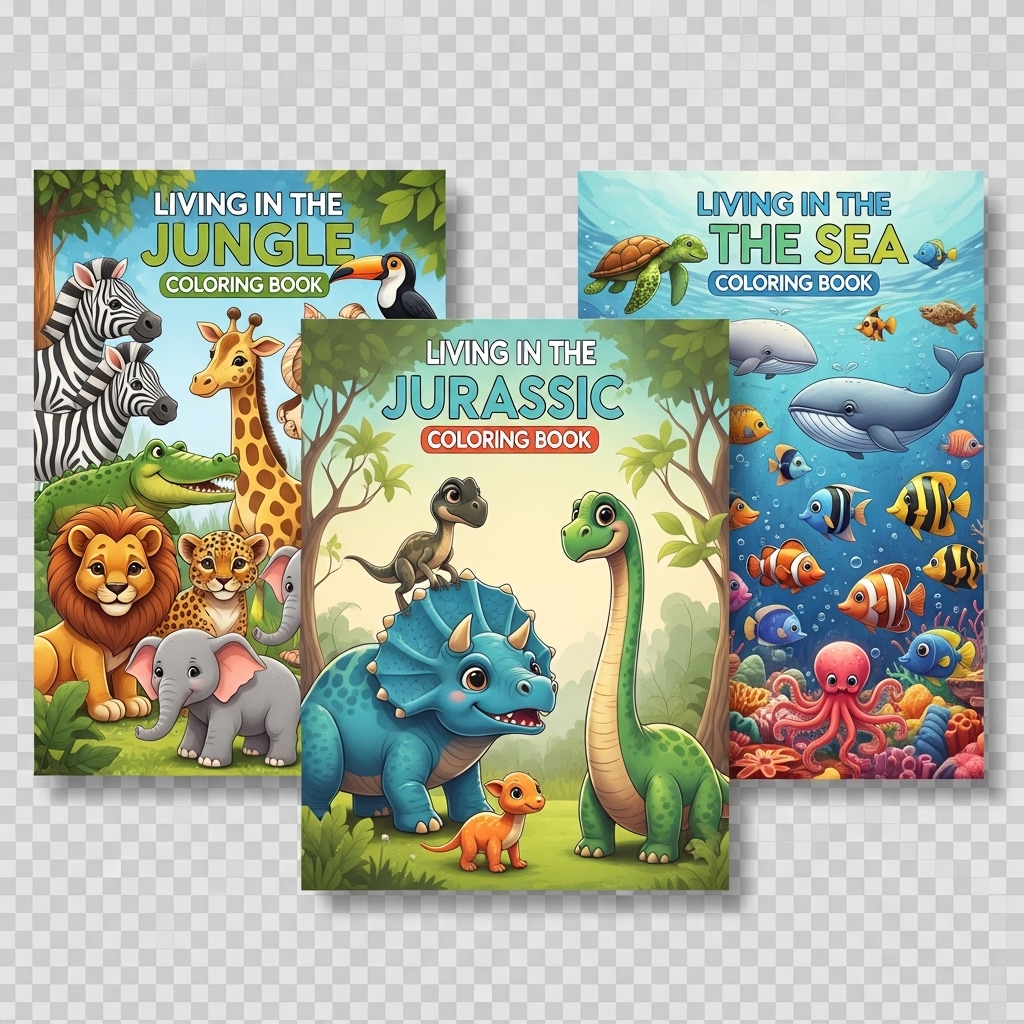 LIVING IN THE
JUNGLE
COLORING BOOK
LIVING IN THE
THE SEA
COLORING BOOK
LIVING IN THE
JURASSIC
COLORING BOOK